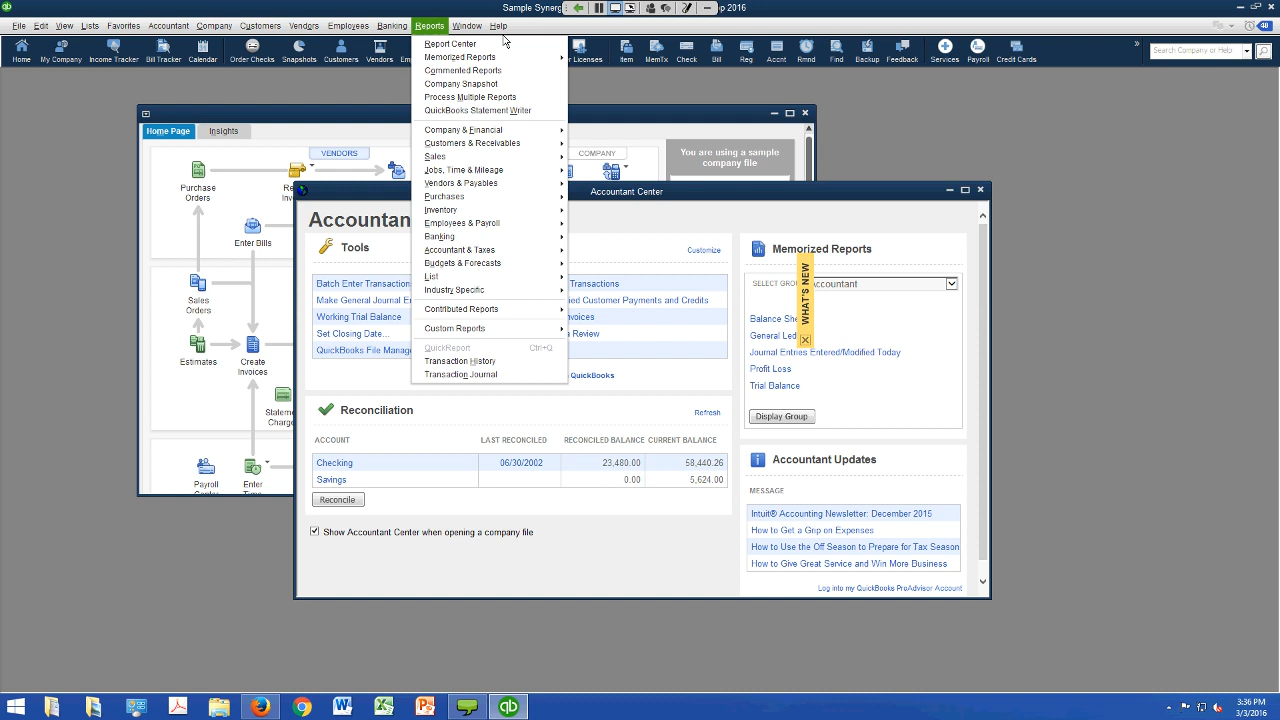 Sample Synerg
p 2016
File Edit View Lists Favorites Accountant Company Customers Vendors Employees Banking Reports Window Help
48
Home My Company Income Tracker Bill Tracker Calendar Order Checks Snapshots Customers Vendors
er Licenses Item MemTx Check Bill Reg Accnt Rmnd Find Backup Feedback Services Payroll Credit Cards
Search Company or Help
Report Center
Memorized Reports
Commented Reports
Company Snapshot
Process Multiple Reports
QuickBooks Statement Writer
Company & Financial
Customers & Receivables
Sales
Jobs, Time & Mileage
Vendors & Payables
Purchases
Inventory
Employees & Payroll
Banking
Accountant & Taxes
Budgets & Forecasts
List
Industry Specific
Contributed Reports
Custom Reports
QuickReport Ctrl+Q
Transaction History
Transaction Journal
Home Page Insights
VENDORS
COMPANY
You are using a sample
company file
Purchase
Orders
Enter Bills
Sales
Orders
Estimates
Create
Invoices
Statement
Charge
Payroll
Center
Enter
Time
Accountant Center
Accountan
Tools
Customize
Batch Enter Transaction
Transactions
Make General Journal E
ied Customer Payments and Credits
Working Trial Balance
voices
Set Closing Date...
a Review
QuickBooks File Manage
QuickBooks
Reconciliation
Refresh
ACCOUNT LAST RECONCILED RECONCILED BALANCE CURRENT BALANCE
Checking 06/30/2002 23,480.00 58,440.26
Savings 0.00 5,624.00
Reconcile
Show Accountant Center when opening a company file
Memorized Reports
SELECT GRO Accountant
WHAT'S NEW
Balance She
General Led
Journal Entries Entered/Modified Today
Profit Loss
Trial Balance
Display Group
Accountant Updates
MESSAGE
Intuit® Accounting Newsletter: December 2015
How to Get a Grip on Expenses
How to Use the Off Season to Prepare for Tax Season
How to Give Great Service and Win More Business
Log into my QuickBooks ProAdvisor Account
3:36 PM
3/3/2016